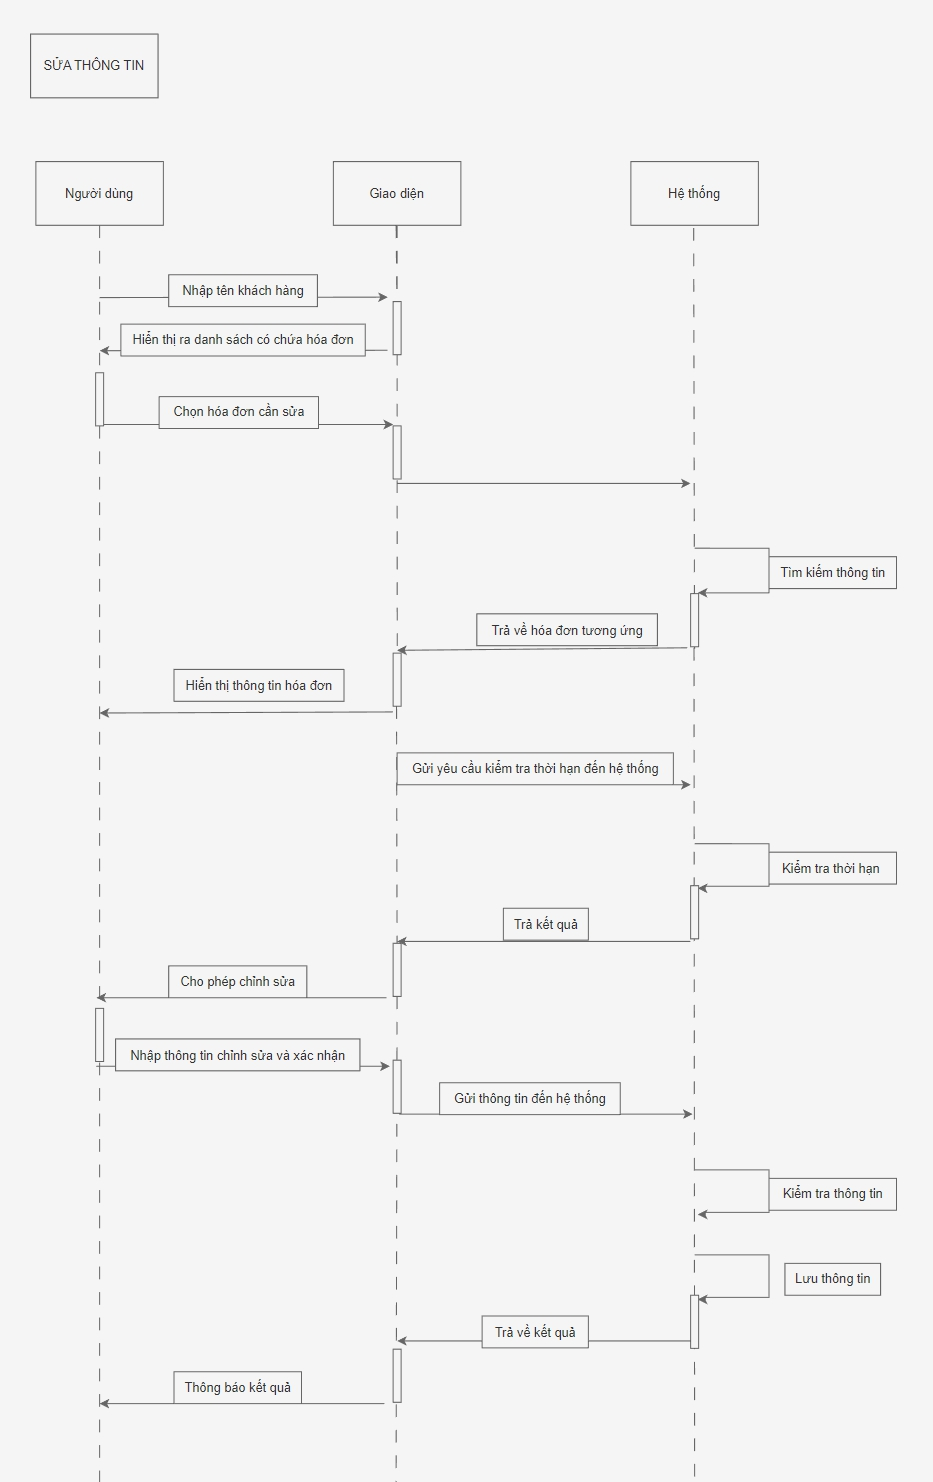 SỬA THÔNG TIN
Người dùng
Giao diện
Hệ thống
Nhập tên khách hàng
Hiển thị ra danh sách có chứa hóa đơn
Chọn hóa đơn cần sửa
Tìm kiếm thông tin
Trả về hóa đơn tương ứng
Hiển thị thông tin hóa đơn
Gửi yêu cầu kiểm tra thời hạn đến hệ thống
Kiểm tra thời hạn
Trả kết quả
Cho phép chỉnh sửa
Nhập thông tin chỉnh sửa và xác nhận
Gửi thông tin đến hệ thống
Kiểm tra thông tin
Lưu thông tin
Trả về kết quả
Thông báo kết quả